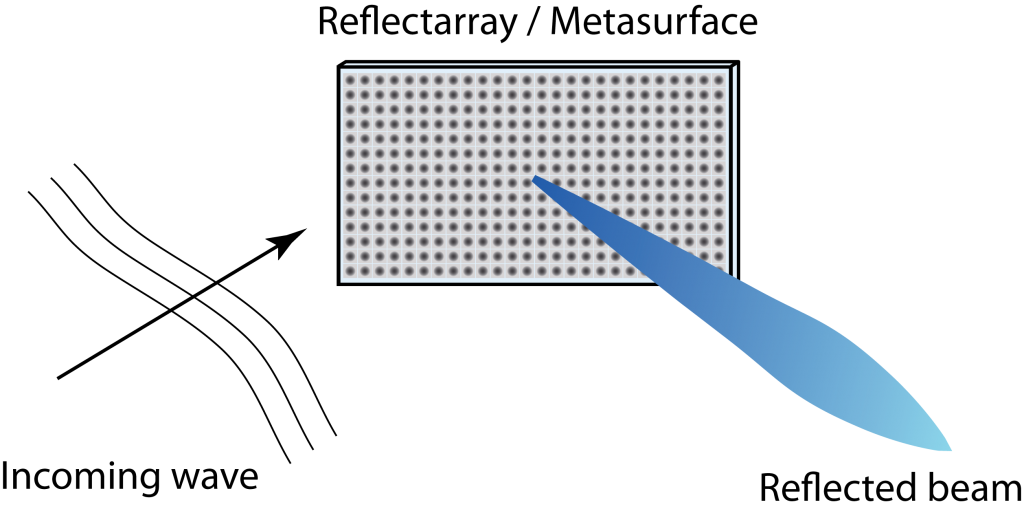 Reflectarray / Metasurface
Incoming wave
Reflected beam